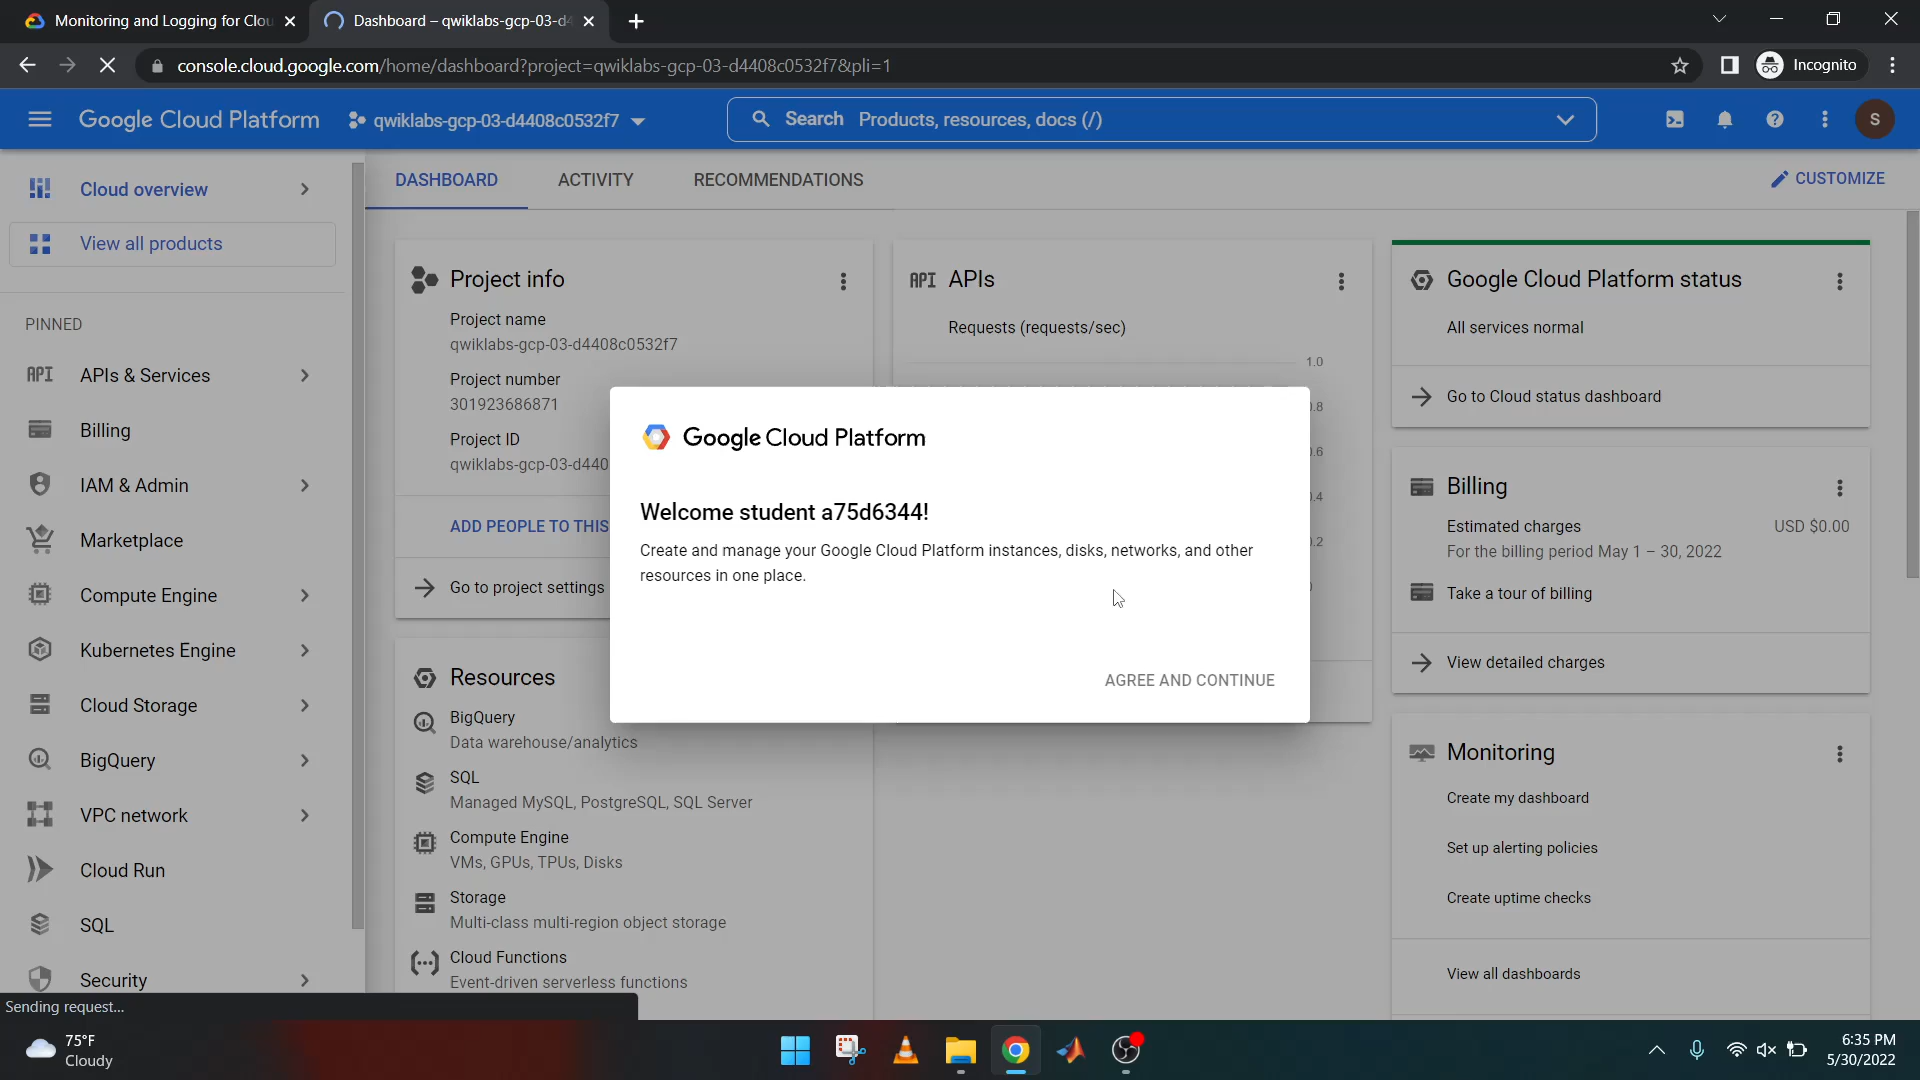 Monitoring and Logging for Clou
Dashboard – qwiklabs-gcp-03-d4
console.cloud.google.com/home/dashboard?project=qwiklabs-gcp-03-d4408c0532f7&pli=1
Incognito
Google Cloud Platform
qwiklabs-gcp-03-d4408c0532f7
Search Products, resources, docs (/)
S
Cloud overview
View all products
PINNED
API APIs & Services
Billing
IAM & Admin
Marketplace
Compute Engine
Kubernetes Engine
Cloud Storage
BigQuery
VPC network
Cloud Run
SQL
Security
DASHBOARD
ACTIVITY
RECOMMENDATIONS
CUSTOMIZE
Project info
Project name
qwiklabs-gcp-03-d4408c0532f7
Project number
301923686871
Project ID
qwiklabs-gcp-03-d440
ADD PEOPLE TO THIS
Go to project settings
Resources
BigQuery
Data warehouse/analytics
SQL
Managed MySQL, PostgreSQL, SQL Server
Compute Engine
VMs, GPUs, TPUs, Disks
Storage
Multi-class multi-region object storage
Cloud Functions
Event-driven serverless functions
API APIs
Requests (requests/sec)
1.0
.8
.6
.4
.2
Google Cloud Platform
Welcome student a75d6344!
Create and manage your Google Cloud Platform instances, disks, networks, and other
resources in one place.
AGREE AND CONTINUE
Google Cloud Platform status
All services normal
Go to Cloud status dashboard
Billing
Estimated charges
USD $0.00
For the billing period May 1 – 30, 2022
Take a tour of billing
View detailed charges
Monitoring
Create my dashboard
Set up alerting policies
Create uptime checks
View all dashboards
Sending request...
75°F
Cloudy
6:35 PM
5/30/2022